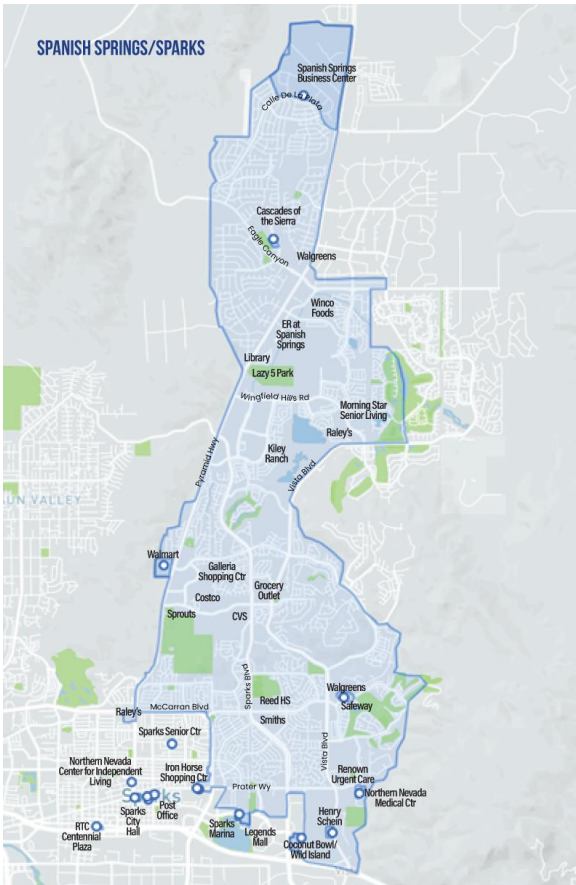 SPANISH SPRINGS/SPARKS
Spanish Springs
Business Center
Calle De La Plata
Cascades of
the Sierra
Eagle Canyon
Walgreens
Winco
Foods
ER at
Spanish
Springs
Library
Lazy 5 Park
Wingfield Hills Rd
Morning Star
Senior Living
Raley's
Kiley
Ranch
Pyramid Hwy
Vista Blvd
SUN VALLEY
Walmart
Galleria
Shopping Ctr
Grocery
Outlet
Costco
Sprouts
CVS
Sparks Blvd
Walgreens
Safeway
Reed HS
McCarran Blvd
Raley's
Smiths
Sparks Senior Ctr
Vista Blvd
Northern Nevada
Center for Independent
Living
Iron Horse
Shopping Ctr
Renown
Urgent Care
Prater Wy
Northern Nevada
Medical Ctr
Sparks
Post
Office
Sparks
City
Hall
RTC
Centennial
Plaza
Sparks
Marina
Legends
Mall
Henry
Schein
Coconut Bowl/
Wild Island